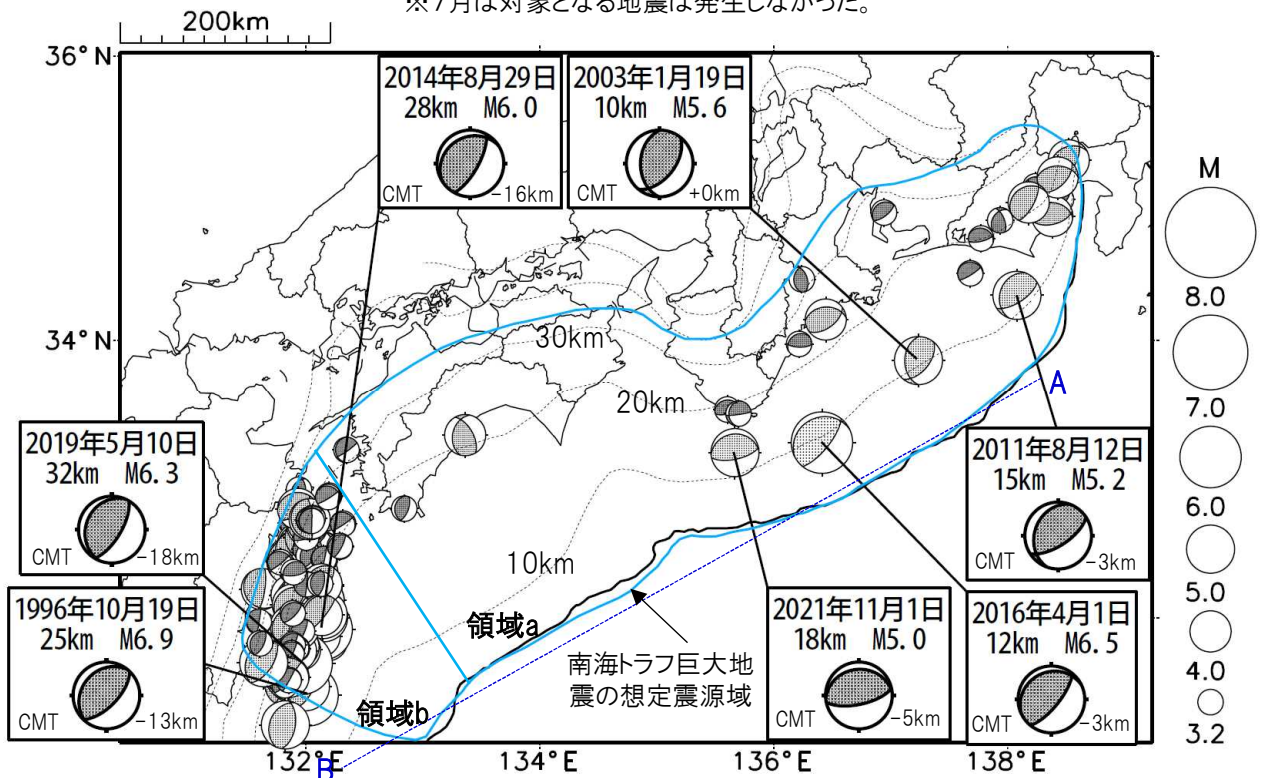 ※7月は対象となる地震は発生しなかった。
200km
36°N
34°N
132°E
134°E
136°E
138°E
2014年8月29日
28km M6.0
CMT
-16km
2003年1月19日
10km M5.6
CMT
+0km
2019年5月10日
32km M6.3
CMT
-18km
1996年10月19日
25km M6.9
CMT
-13km
2011年8月12日
15km M5.2
CMT
-3km
2021年11月1日
18km M5.0
CMT
-5km
2016年4月1日
12km M6.5
CMT
-3km
30km
20km
10km
領域a
領域b
南海トラフ巨大地
震の想定震源域
A
B
M
8.0
7.0
6.0
5.0
4.0
3.2